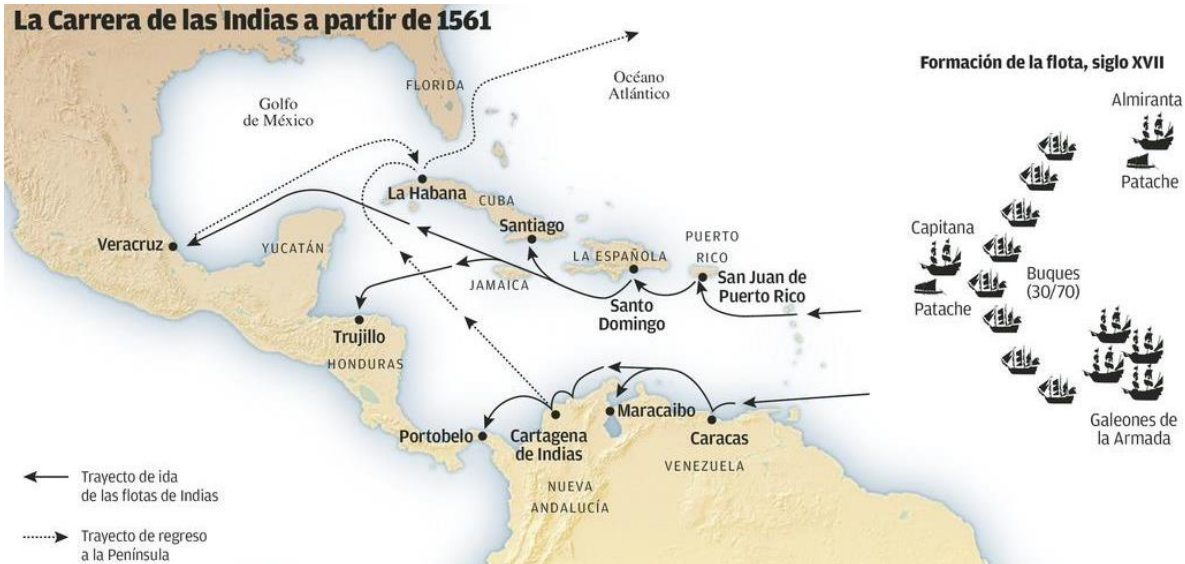 La Carrera de las Indias a partir de 1561
Formación de la flota, siglo XVII
FLORIDA
Océano
Atlántico
Golfo
de México
La Habana
CUBA
Santiago
Veracruz
YUCATÁN
JAMAICA
LA ESPAÑOLA
PUERTO
RICO
San Juan de
Puerto Rico
Santo
Domingo
Trujillo
HONDURAS
Portobelo
Cartagena
de Indias
Maracaibo
Caracas
VENEZUELA
NUEVA
ANDALUCÍA
Trayecto de ida
de las flotas de Indias
Trayecto de regreso
a la Península
Almiranta
Patache
Capitana
Patache
Buques
(30/70)
Galeones de
la Armada